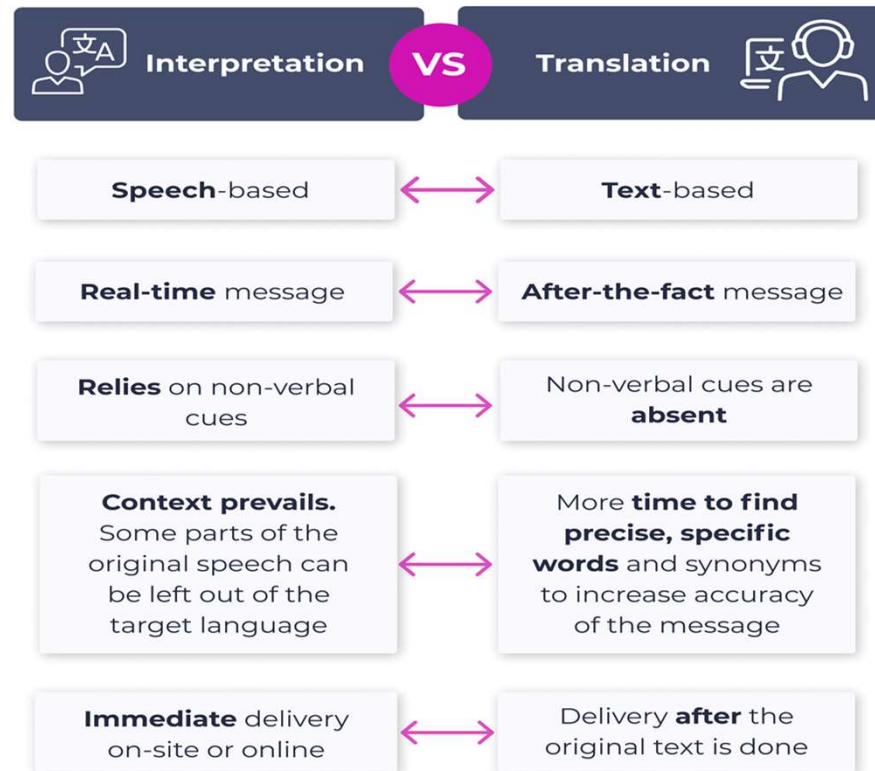 文A
Interpretation
VS
Translation
文
Speech-based
Text-based
Real-time message
After-the-fact message
Relies on non-verbal
cues
Non-verbal cues are
absent
Context prevails.
Some parts of the
original speech can
be left out of the
target language
More time to find
precise, specific
words and synonyms
to increase accuracy
of the message
Immediate delivery
on-site or online
Delivery after the
original text is done